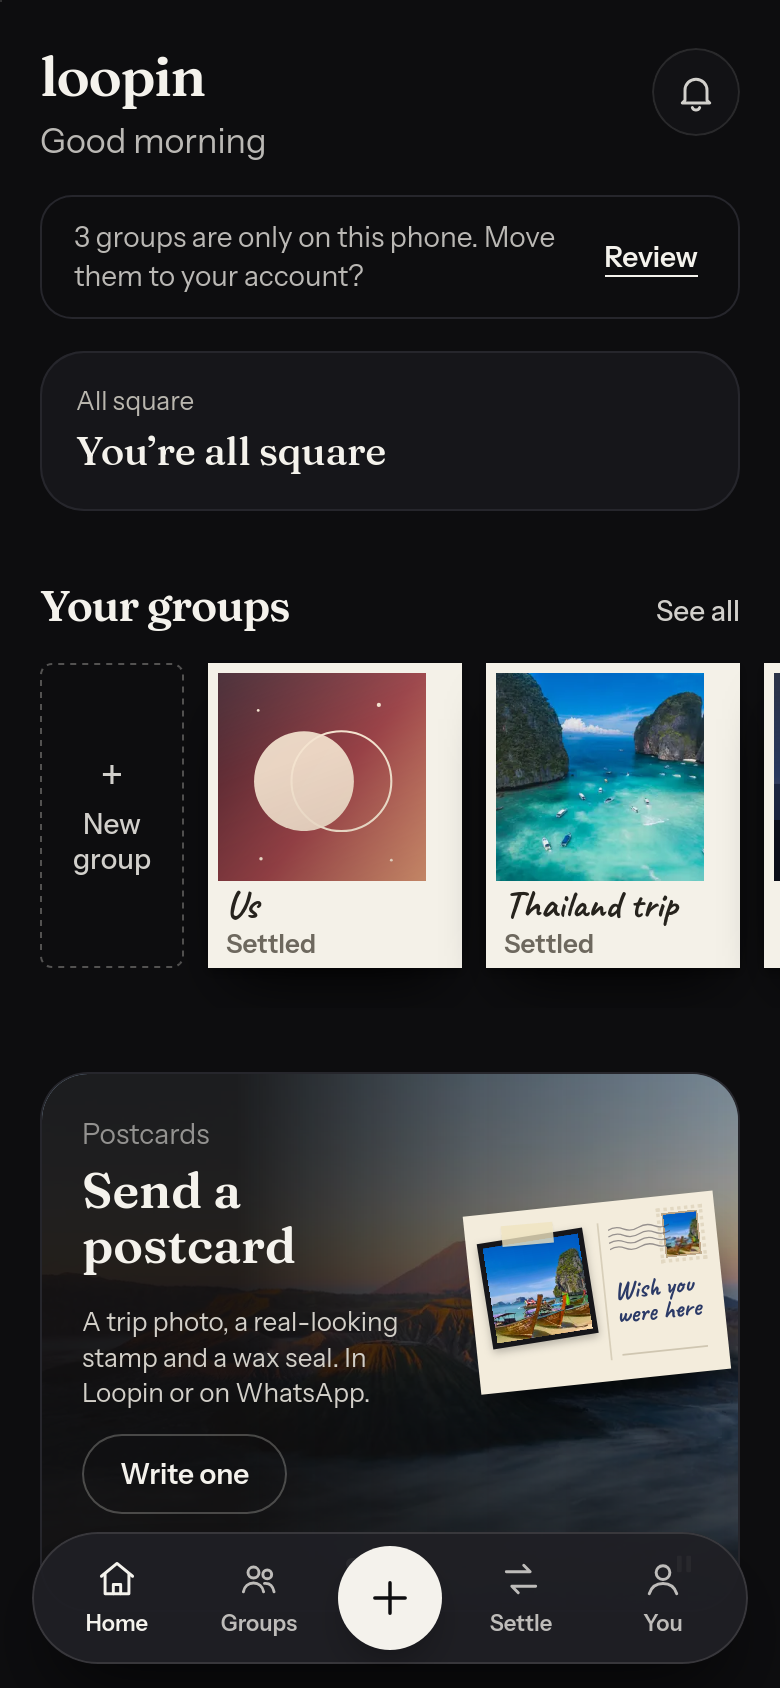 loopin
Good morning
3 groups are only on this phone. Move
them to your account?
Review
All square
You’re all square
Your groups
See all
+
New
group
Us
Settled
Thailand trip
Settled
Postcards
Send a
postcard
A trip photo, a real-looking
stamp and a wax seal. In
Loopin or on WhatsApp.
Wish you
were here
Write one
Home
Groups
Settle
You